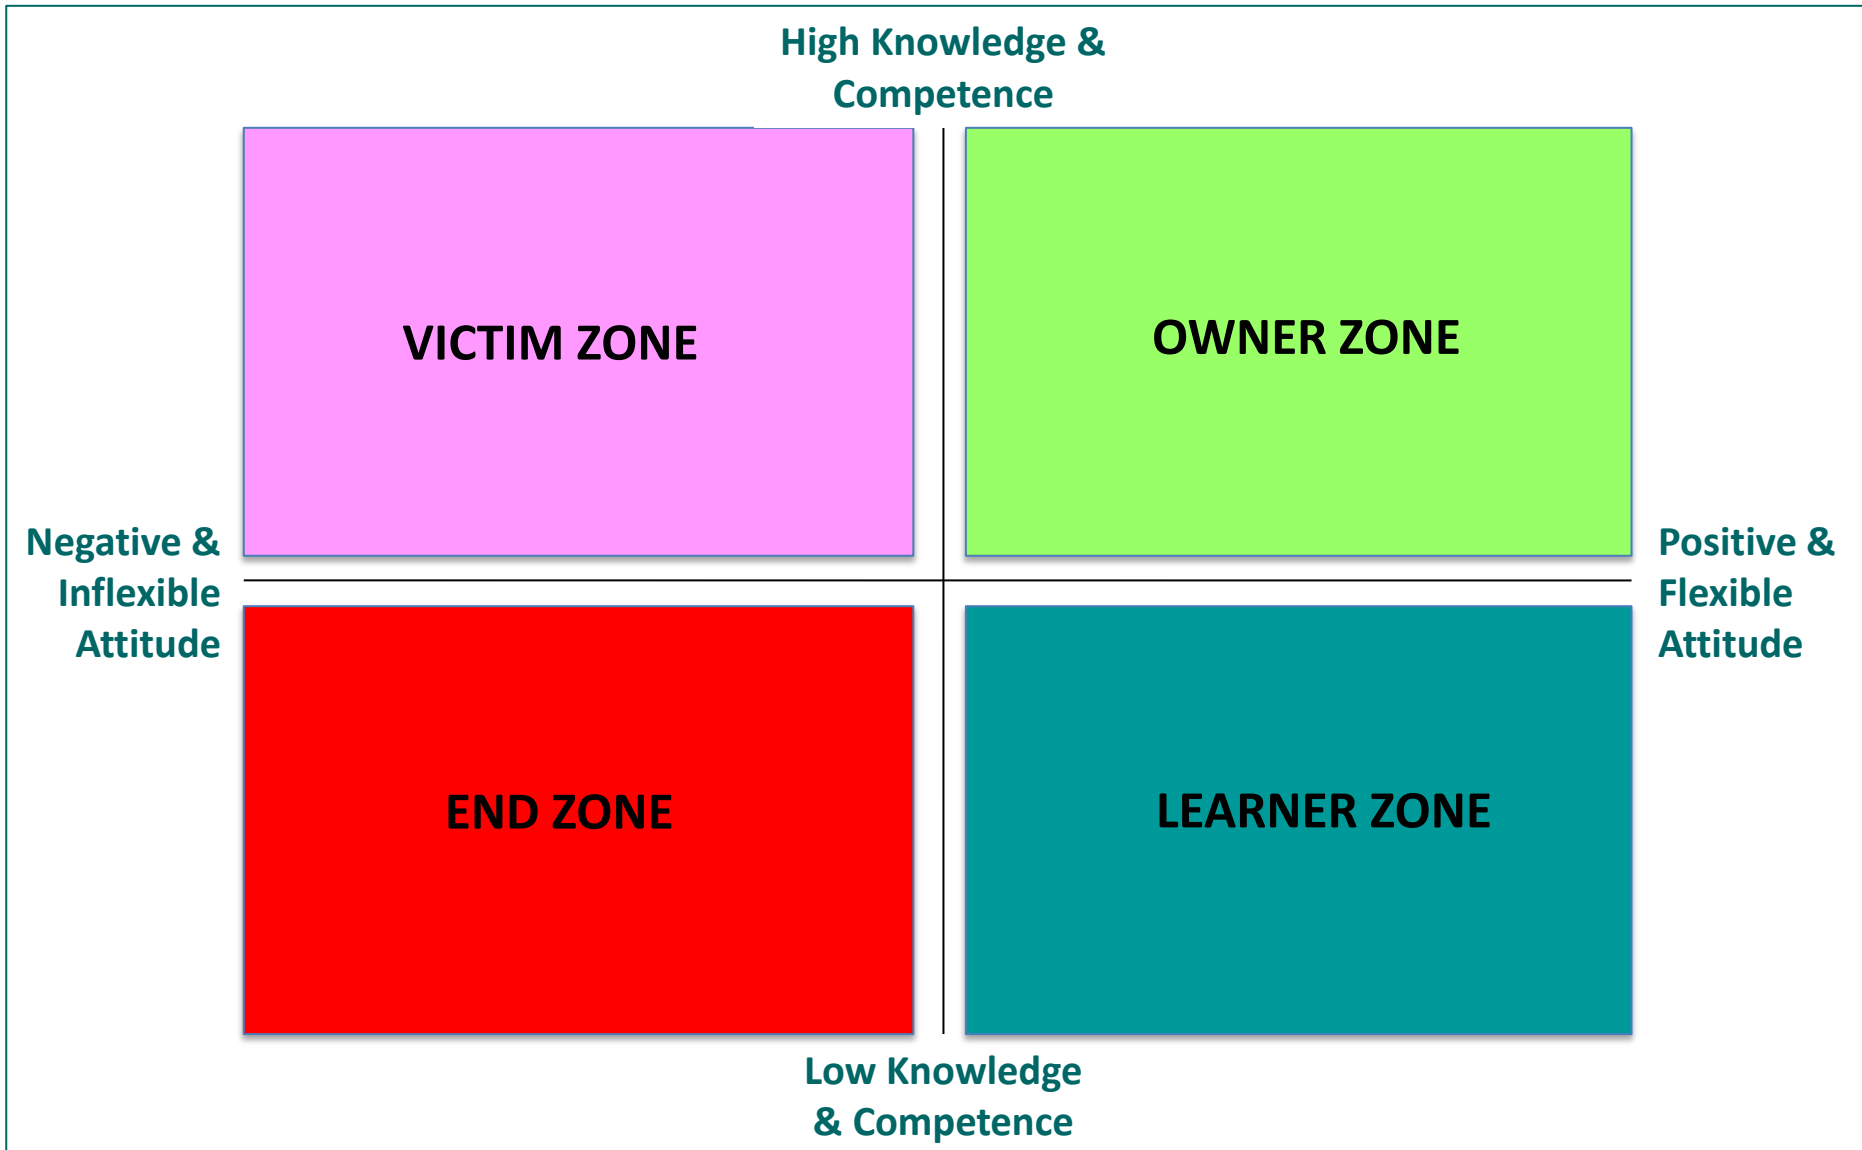 High Knowledge &
Competence
VICTIM ZONE
OWNER ZONE
Negative &
Inflexible
Attitude
Positive &
Flexible
Attitude
END ZONE
LEARNER ZONE
Low Knowledge
& Competence